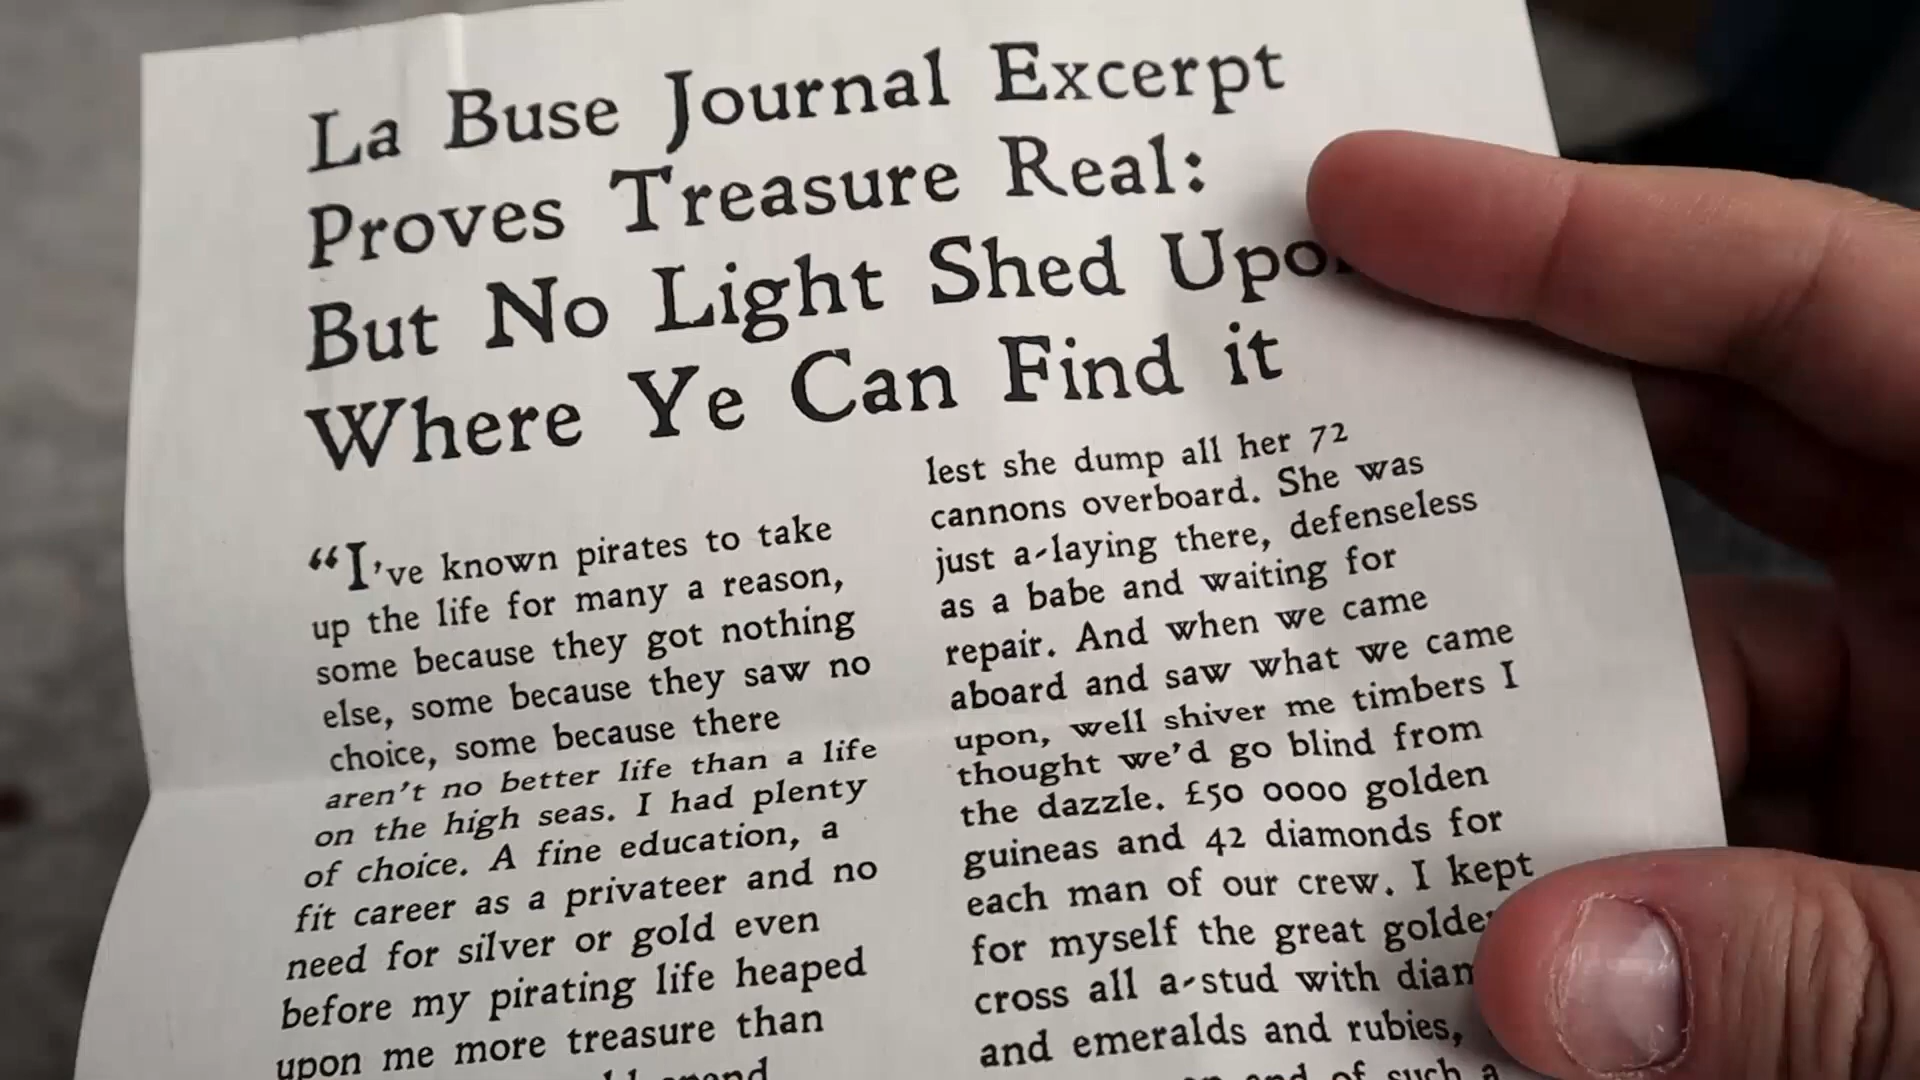 La Buse Journal Excerpt
Proves Treasure Real:
But No Light Shed
Where Ye Can Find it
“I've known pirates to take
up the life for many a reason,
some because they got nothing
else, some because they saw no
choice, some because there
aren't no better life than a life
on the high seas. I had plenty
of choice. A fine education, a
fit career as a privateer and no
need for silver or gold even
before my pirating life heaped
upon me more treasure than
lest she dump all her 72
cannons overboard. She was
just a-laying there, defenseless
as a babe and waiting for
repair. And when we came
aboard and saw what we came
upon, well shiver me timbers I
thought we'd go blind from
the dazzle. £50 0000 golden
guineas and 42 diamonds for
each man of our crew. I kept
for myself the great
cross all a-stud with
and emeralds and rubies,
of such a